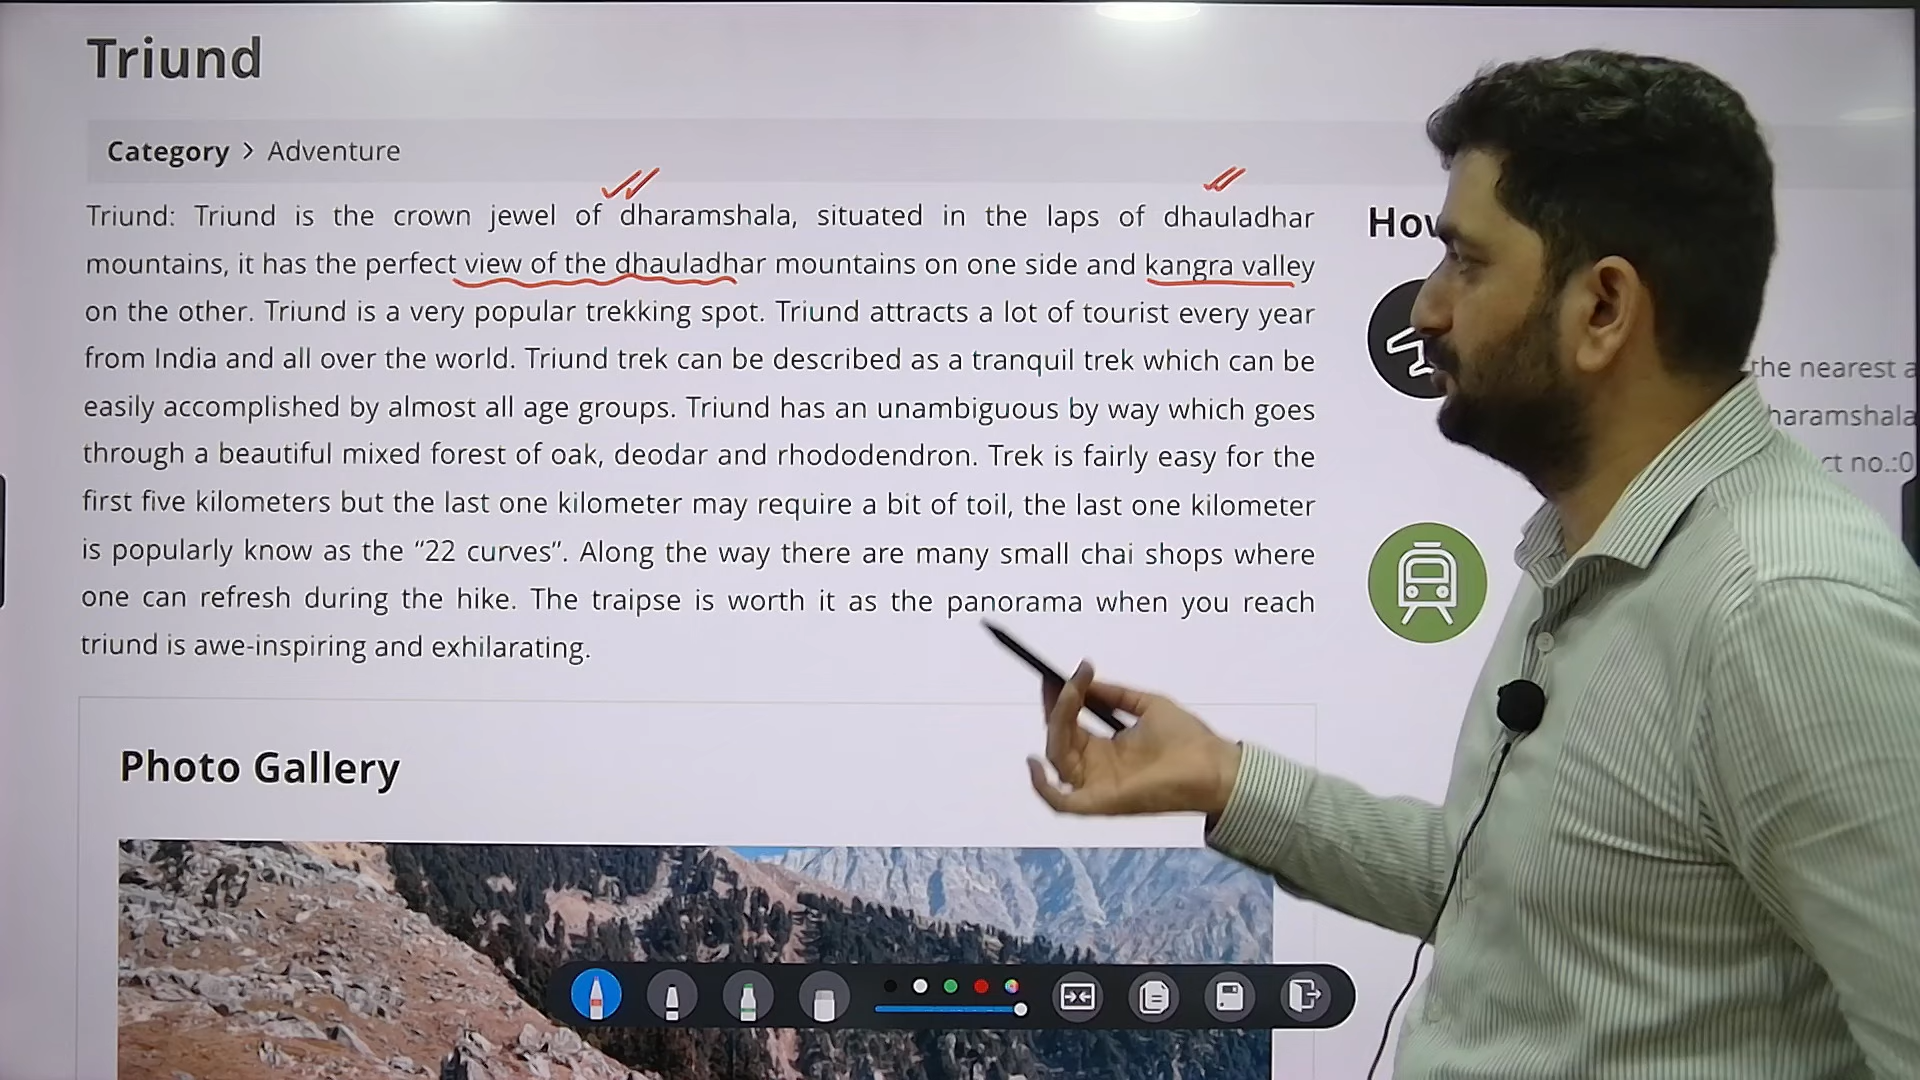 Triund
Category > Adventure
Triund: Triund is the crown jewel of dharamshala, situated in the laps of dhauladhar
mountains, it has the perfect view of the dhauladhar mountains on one side and kangra valley
on the other. Triund is a very popular trekking spot. Triund attracts a lot of tourist every year
from India and all over the world. Triund trek can be described as a tranquil trek which can be
easily accomplished by almost all age groups. Triund has an unambiguous by way which goes
through a beautiful mixed forest of oak, deodar and rhododendron. Trek is fairly easy for the
first five kilometers but the last one kilometer may require a bit of toil, the last one kilometer
is popularly know as the “22 curves”. Along the way there are many small chai shops where
one can refresh during the hike. The traipse is worth it as the panorama when you reach
triund is awe-inspiring and exhilarating.
Photo Gallery
the nearest
no.:0